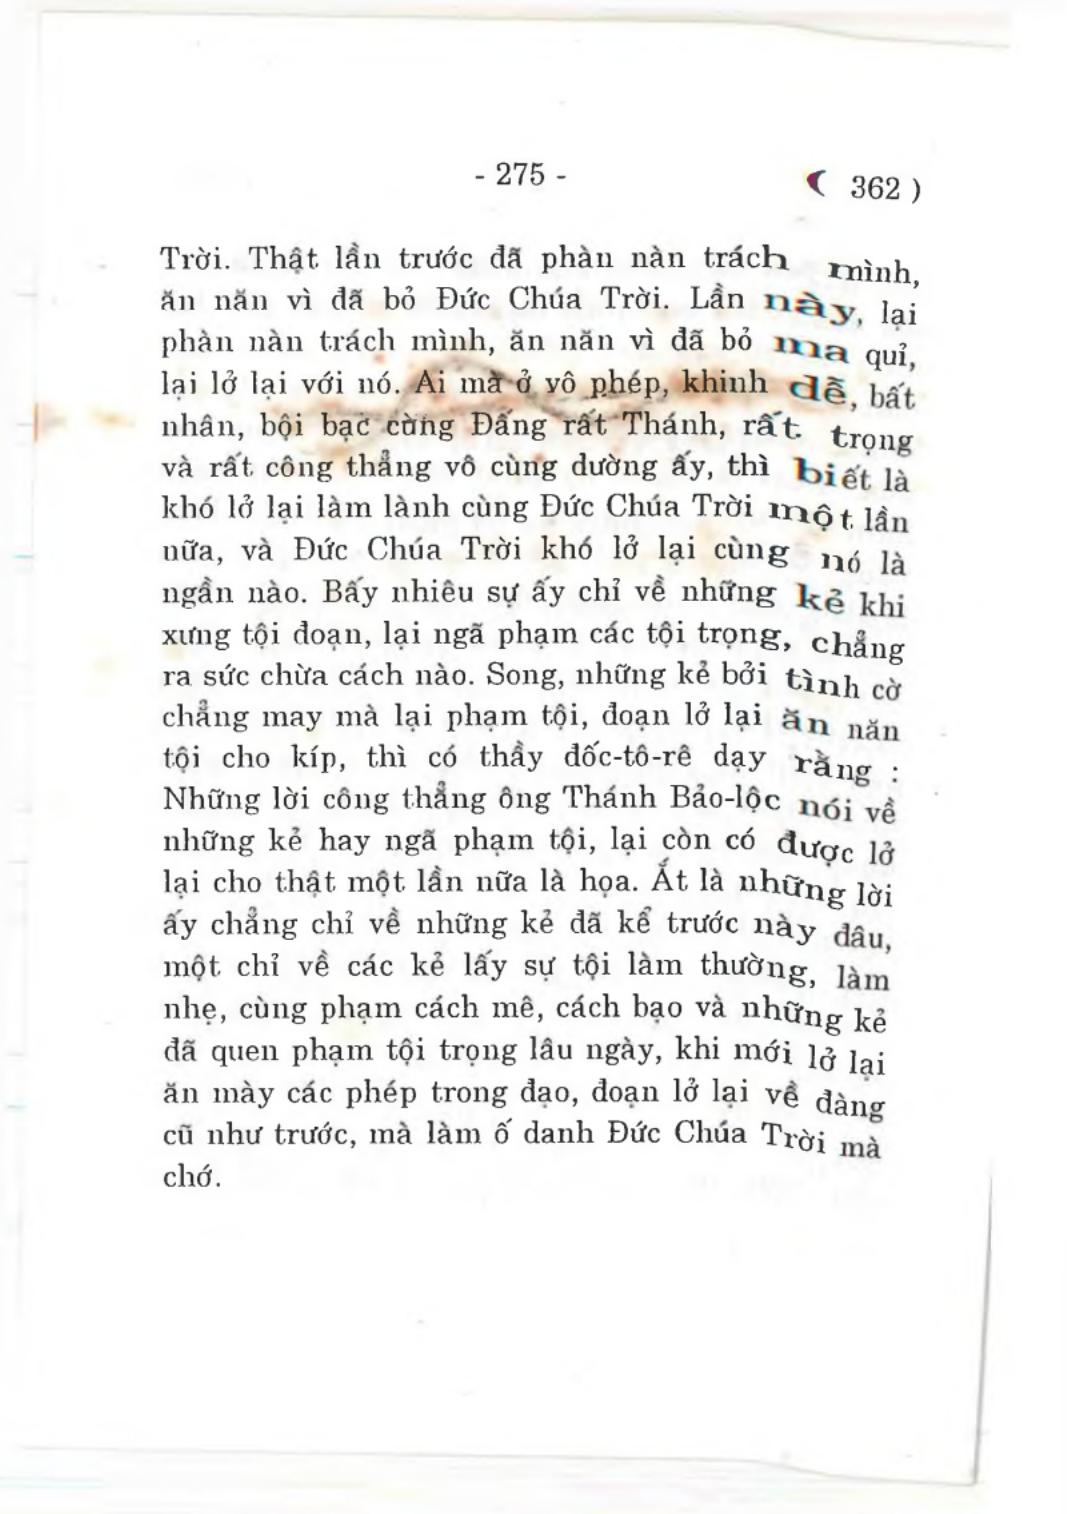 - 275 -
( 362 )
Trời. Thật lần trước đã phàn nàn trách mình,
ăn năn vì đã bỏ Đức Chúa Trời. Lần này, lại
phàn nàn trách mình, ăn năn vì đã bỏ ma quỉ,
lại lở lại với nó. Ai mà ở vô phép, khinh dễ, bất
nhân, bội bạc cùng Đấng rất Thánh, rất trọng
và rất công thẳng vô cùng dường ấy, thì biết là
khó lở lại làm lành cùng Đức Chúa Trời một lần
nữa, và Đức Chúa Trời khó lở lại cùng nó là
ngần nào. Bấy nhiêu sự ấy chỉ về những kẻ khi
xưng tội đoạn, lại ngã phạm các tội trọng, chẳng
ra sức chừa cách nào. Song, những kẻ bởi tình cờ
chẳng may mà lại phạm tội, đoạn lở lại ăn năn
tội cho kíp, thì có thầy đốc-tô-rê dạy rằng :
Những lời công thẳng ông Thánh Bảo-lộc nói về
những kẻ hay ngã phạm tội, lại còn có được lở
lại cho thật một lần nữa là họa. Ắt là những lời
ấy chẳng chỉ về những kẻ đã kể trước này đâu,
một chỉ về các kẻ lấy sự tội làm thường, làm
nhẹ, cùng phạm cách mê, cách bạo và những kẻ
đã quen phạm tội trọng lâu ngày, khi mới lở lại
ăn mày các phép trong đạo, đoạn lở lại về đàng
cũ như trước, mà làm ố danh Đức Chúa Trời mà
chớ.